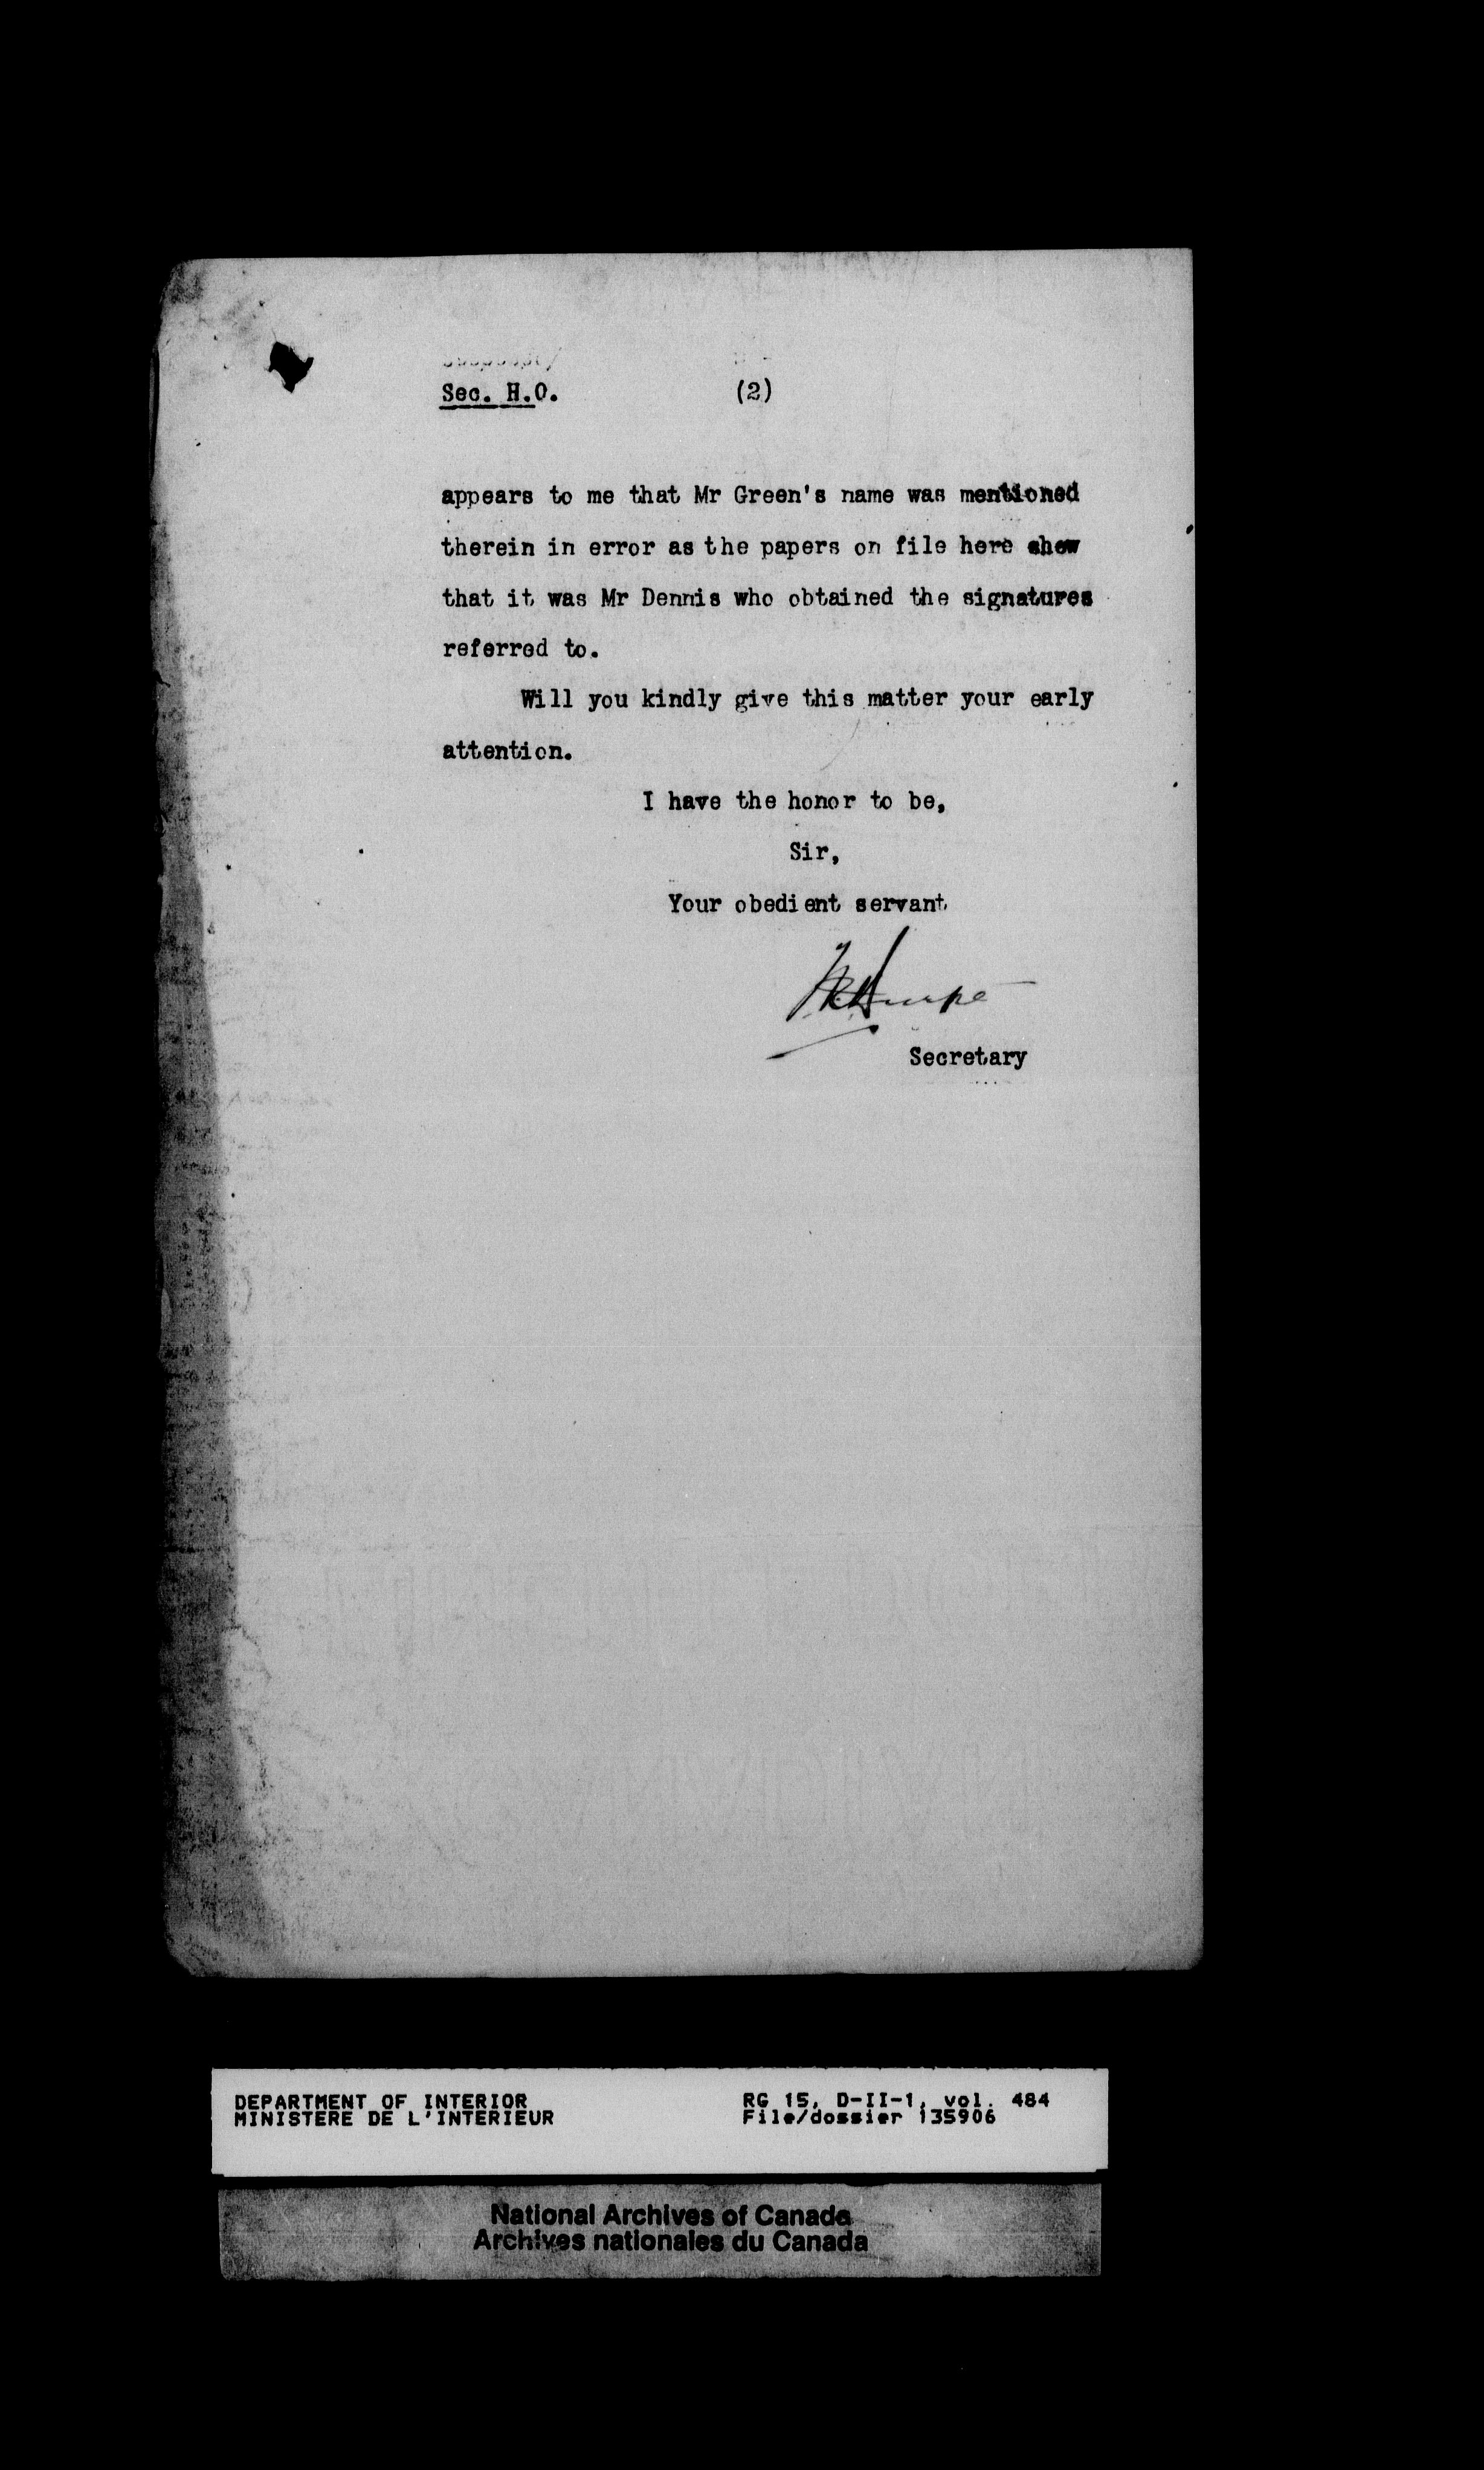 Sec. H.O. (2)
appears to me that Mr Green's name was mentioned
therein in error as the papers on file here shew
that it was Mr Dennis who obtained the signatures
referred to.
Will you kindly give this matter your early
attention.
I have the honor to be,
Sir,
Your obedient servant
Secretary
DEPARTMENT OF INTERIOR
MINISTERE DE L'INTERIEUR
RG 15, D-II-1, vol. 484
File/dossier 135906
National Archives of Canada
Archives nationales du Canada